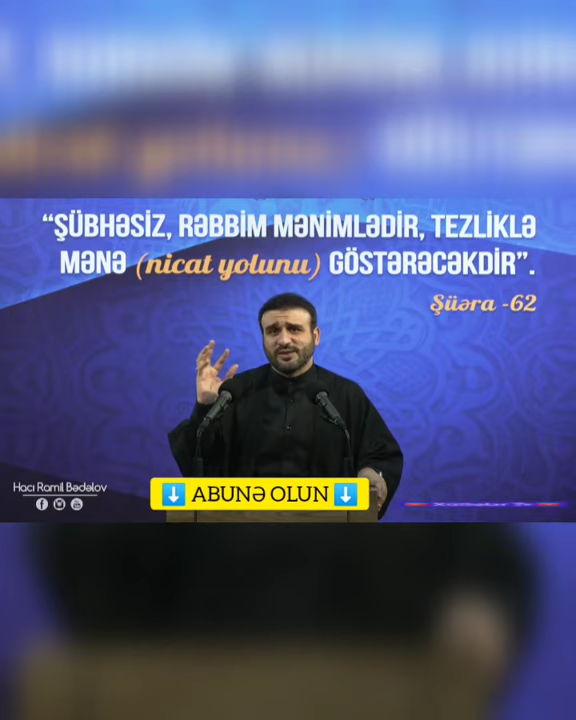 “ŞÜBHƏSİZ, RƏBBİM MƏNİMLƏDİR, TEZLİKLƏ
MƏNƏ (nicat yolunu) GÖSTƏRƏCƏKDİR”.
Şüəra -62
Hacı Ramil Bədəlov
⬇️ ABUNƏ OLUN ⬇️